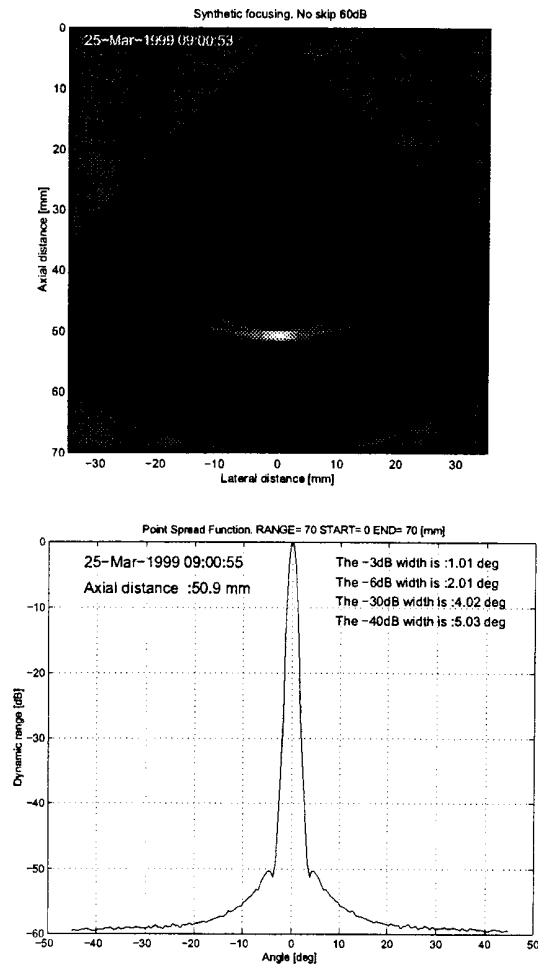 Synthetic focusing. No skip 60dB
25-Mar-1999 09:00:53
0
10
20
30
40
50
60
70
Axial distance [mm]
-30
-20
-10
0
10
20
30
Lateral distance [mm]
Point Spread Function. RANGE= 70 START= 0 END= 70 [mm]
25-Mar-1999 09:00:55
Axial distance :50.9 mm
The -3dB width is :1.01 deg
The -6dB width is :2.01 deg
The -30dB width is :4.02 deg
The -40dB width is :5.03 deg
0
-10
-20
-30
-40
-50
-60
Dynamic range [dB]
-50
-40
-30
-20
-10
0
10
20
30
40
50
Angle [deg]